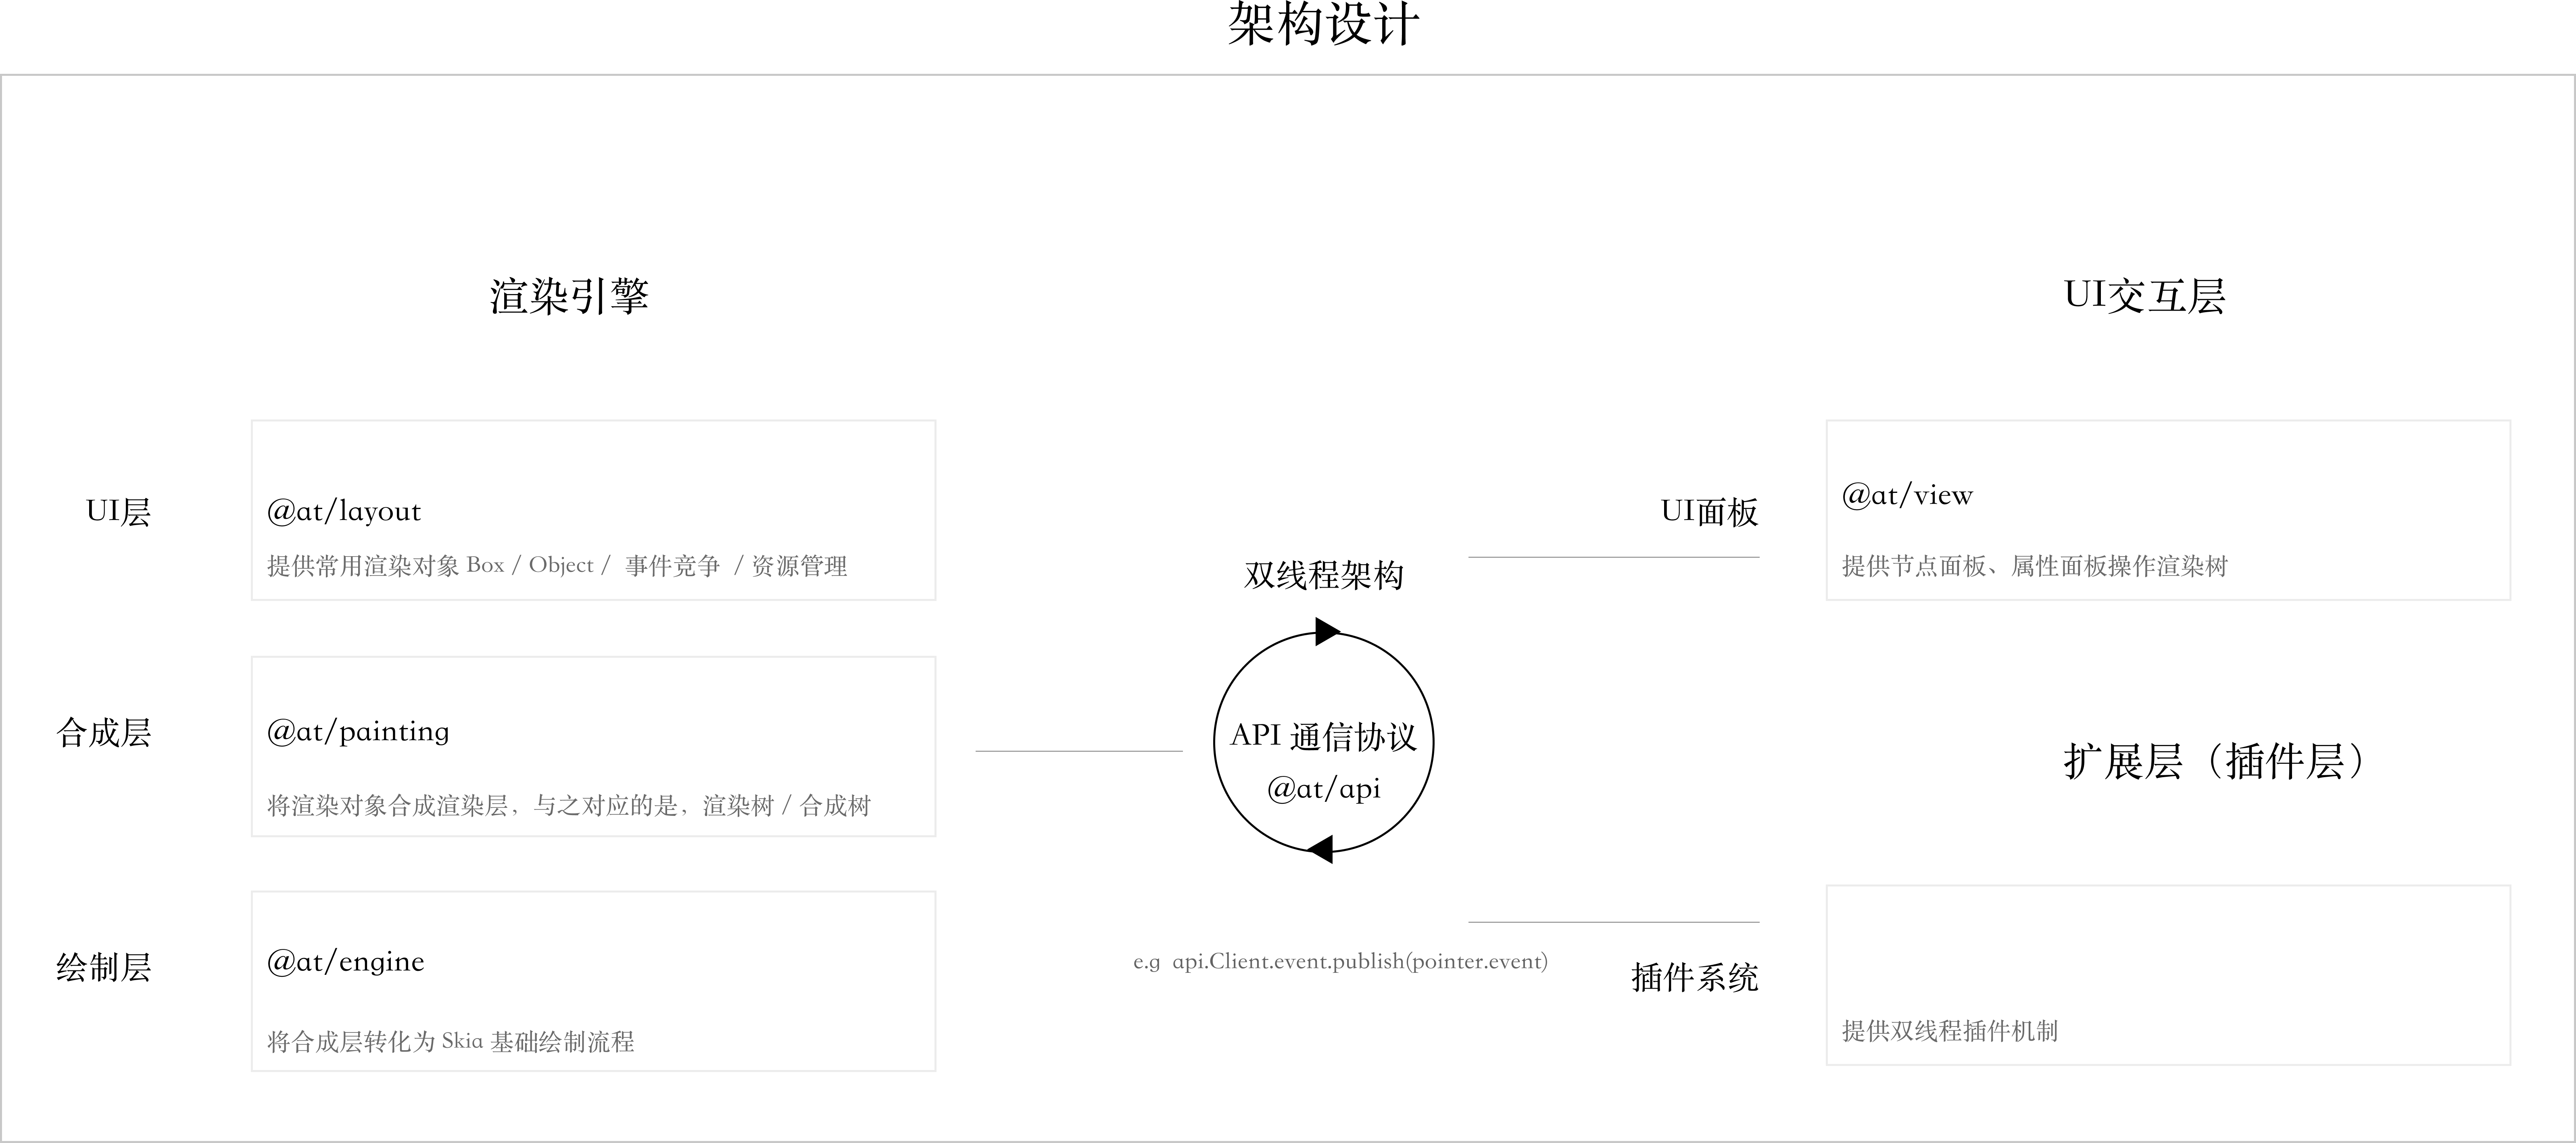 架构设计
渲染引擎
UI交互层
UI层
@at/layout
提供常用渲染对象 Box / Object / 事件竞争 / 资源管理
合成层
@at/painting
将渲染对象合成渲染层，与之对应的是，渲染树 / 合成树
绘制层
@at/engine
将合成层转化为 Skia 基础绘制流程
双线程架构
API 通信协议
@at/api
e.g api.Client.event.publish(pointer.event)
UI面板
@at/view
提供节点面板、属性面板操作渲染树
扩展层（插件层）
插件系统
提供双线程插件机制